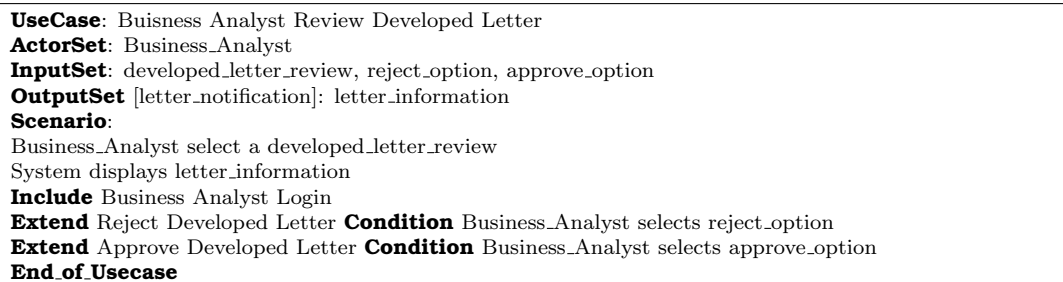 UseCase: Buisness Analyst Review Developed Letter
ActorSet: Business_Analyst
InputSet: developed_letter_review, reject_option, approve_option
OutputSet [letter_notification]: letter_information
Scenario:
Business_Analyst select a developed_letter_review
System displays letter_information
Include Business Analyst Login
Extend Reject Developed Letter Condition Business_Analyst selects reject_option
Extend Approve Developed Letter Condition Business_Analyst selects approve_option
End_of_Usecase